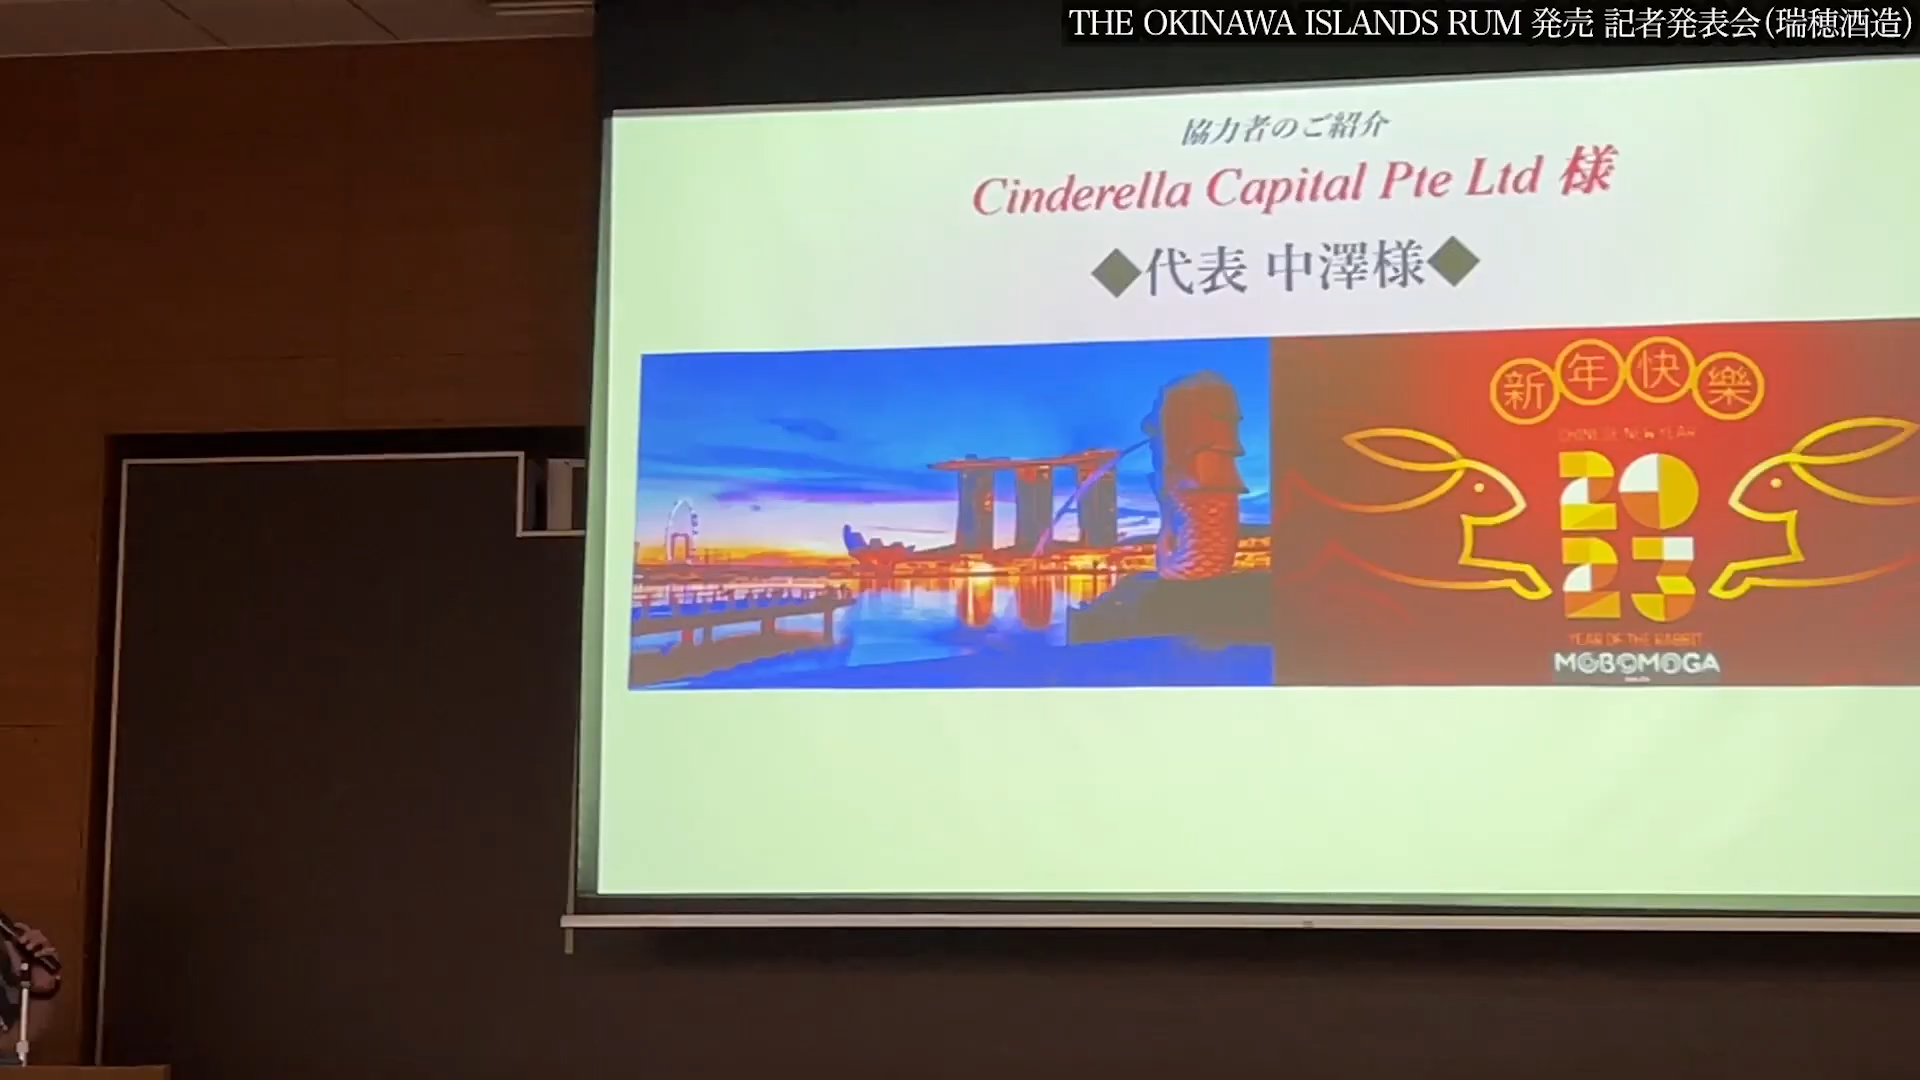 THE OKINAWA ISLANDS RUM 発売 記者発表会(瑞穂酒造)
協力者のご紹介
Cinderella Capital Pte Ltd 様
◆代表 中澤様◆
新年快樂
CHINESE NEW YEAR
20
23
YEAR OF THE RABBIT
MOBOMOGA